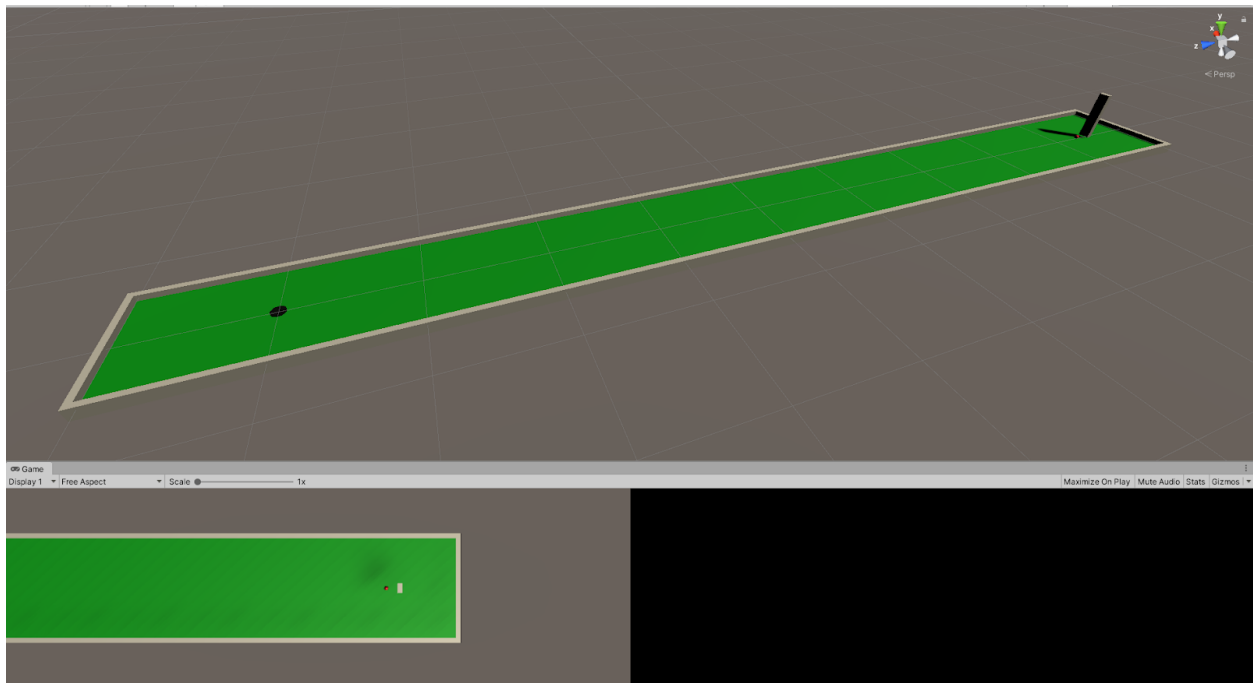 y
x
z
< Persp
Game
Display 1 Free Aspect Scale 1x Maximize On Play Mute Audio Stats Gizmos